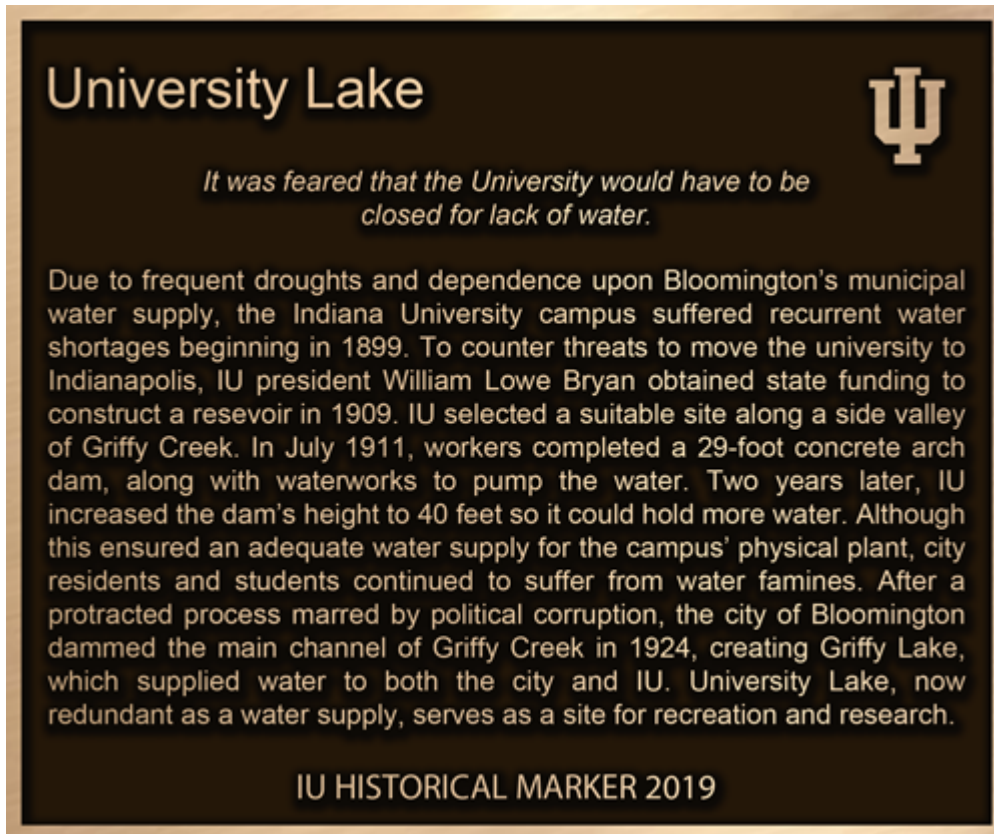 University Lake
It was feared that the University would have to be
closed for lack of water.
Due to frequent droughts and dependence upon Bloomington’s municipal
water supply, the Indiana University campus suffered recurrent water
shortages beginning in 1899. To counter threats to move the university to
Indianapolis, IU president William Lowe Bryan obtained state funding to
construct a resevoir in 1909. IU selected a suitable site along a side valley
of Griffy Creek. In July 1911, workers completed a 29-foot concrete arch
dam, along with waterworks to pump the water. Two years later, IU
increased the dam’s height to 40 feet so it could hold more water. Although
this ensured an adequate water supply for the campus’ physical plant, city
residents and students continued to suffer from water famines. After a
protracted process marred by political corruption, the city of Bloomington
dammed the main channel of Griffy Creek in 1924, creating Griffy Lake,
which supplied water to both the city and IU. University Lake, now
redundant as a water supply, serves as a site for recreation and research.
IU HISTORICAL MARKER 2019